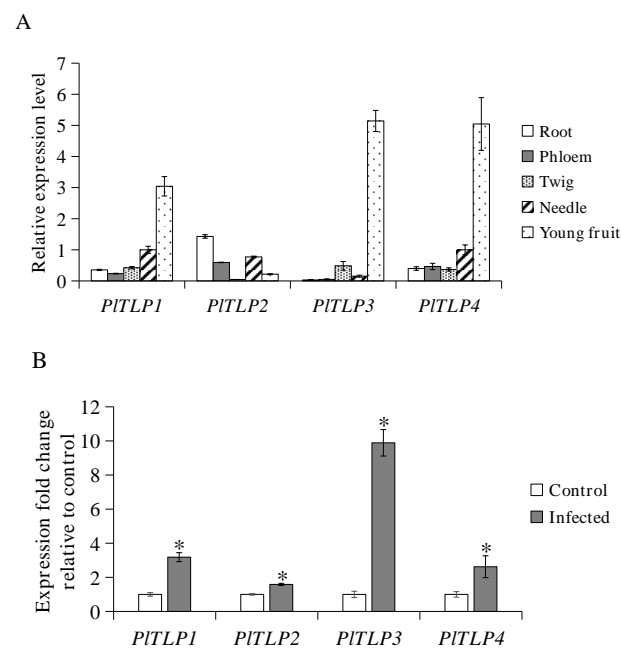 A
Relative expression level
7
6
5
4
3
2
1
0
PlTLP1 PlTLP2 PlTLP3 PlTLP4
Root
Phloem
Twig
Needle
Young fruit
B
Expression fold change
relative to control
12
10
8
6
4
2
0
* * * *
PlTLP1 PlTLP2 PlTLP3 PlTLP4
Control
Infected